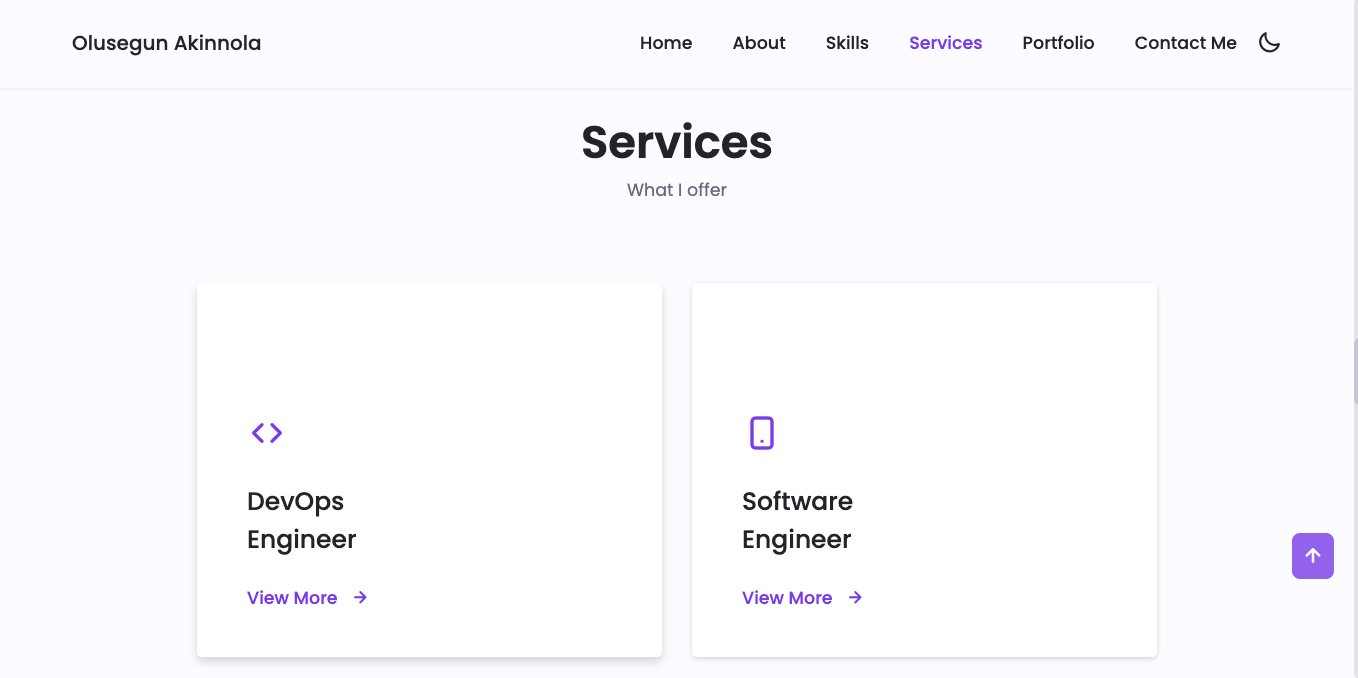 Olusegun Akinnola
Home About Skills Services Portfolio Contact Me
Services
What I offer
DevOps
Engineer
View More
Software
Engineer
View More